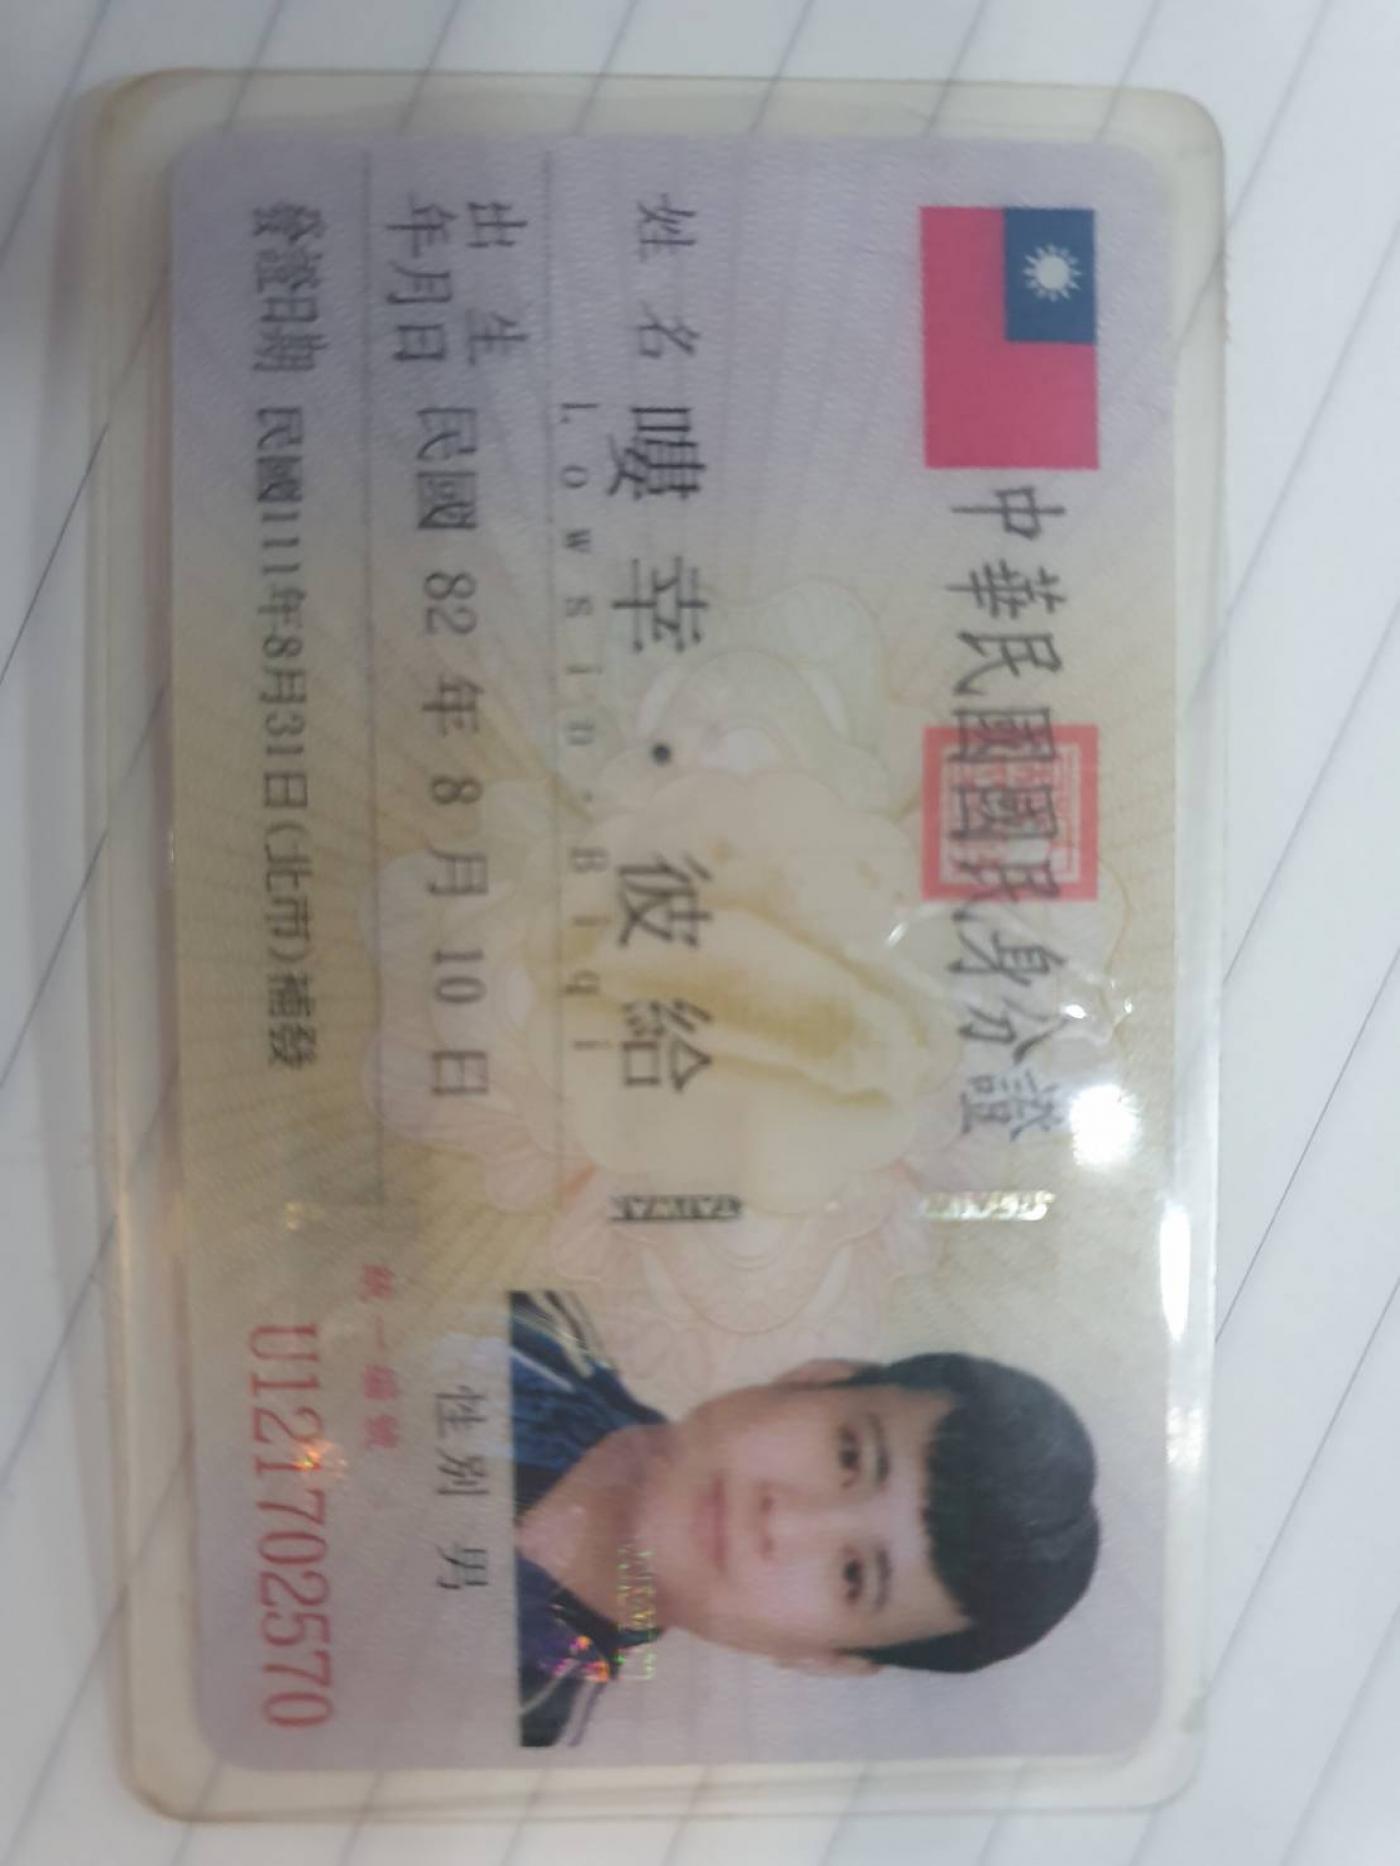 中華民國國民身分證
姓名 嘍幸·彼給
Lowsin·Biqi
出生年月日 民國 82 年 8 月 10 日
性別 男
發證日期 民國111年8月31日(北市)補發
統一編號
U121702570